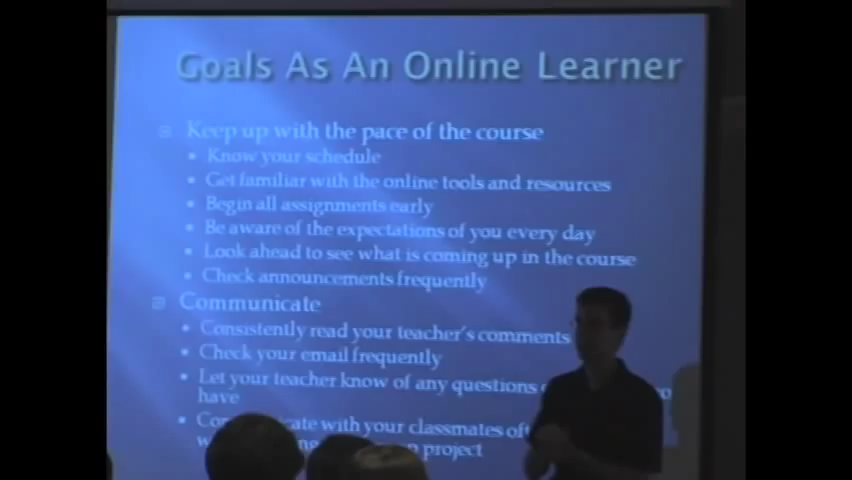 Goals As An Online Learner
Keep up with the pace of the course
Know your schedule
Get familiar with the online tools and resources
Begin all assignments early
Be aware of the expectations of you every day
Look ahead to see what is coming up in the course
Check announcements frequently
Communicate
Consistently read your teacher's comments
Check your email frequently
Let your teacher know of any questions
have
with your classmates
project